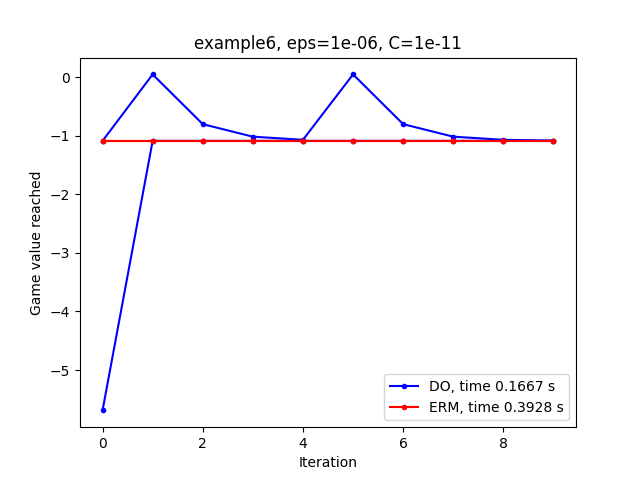 example6, eps=1e-06, C=1e-11
Game value reached
0
−1
−2
−3
−4
−5
0
2
4
6
8
Iteration
DO, time 0.1667 s
ERM, time 0.3928 s